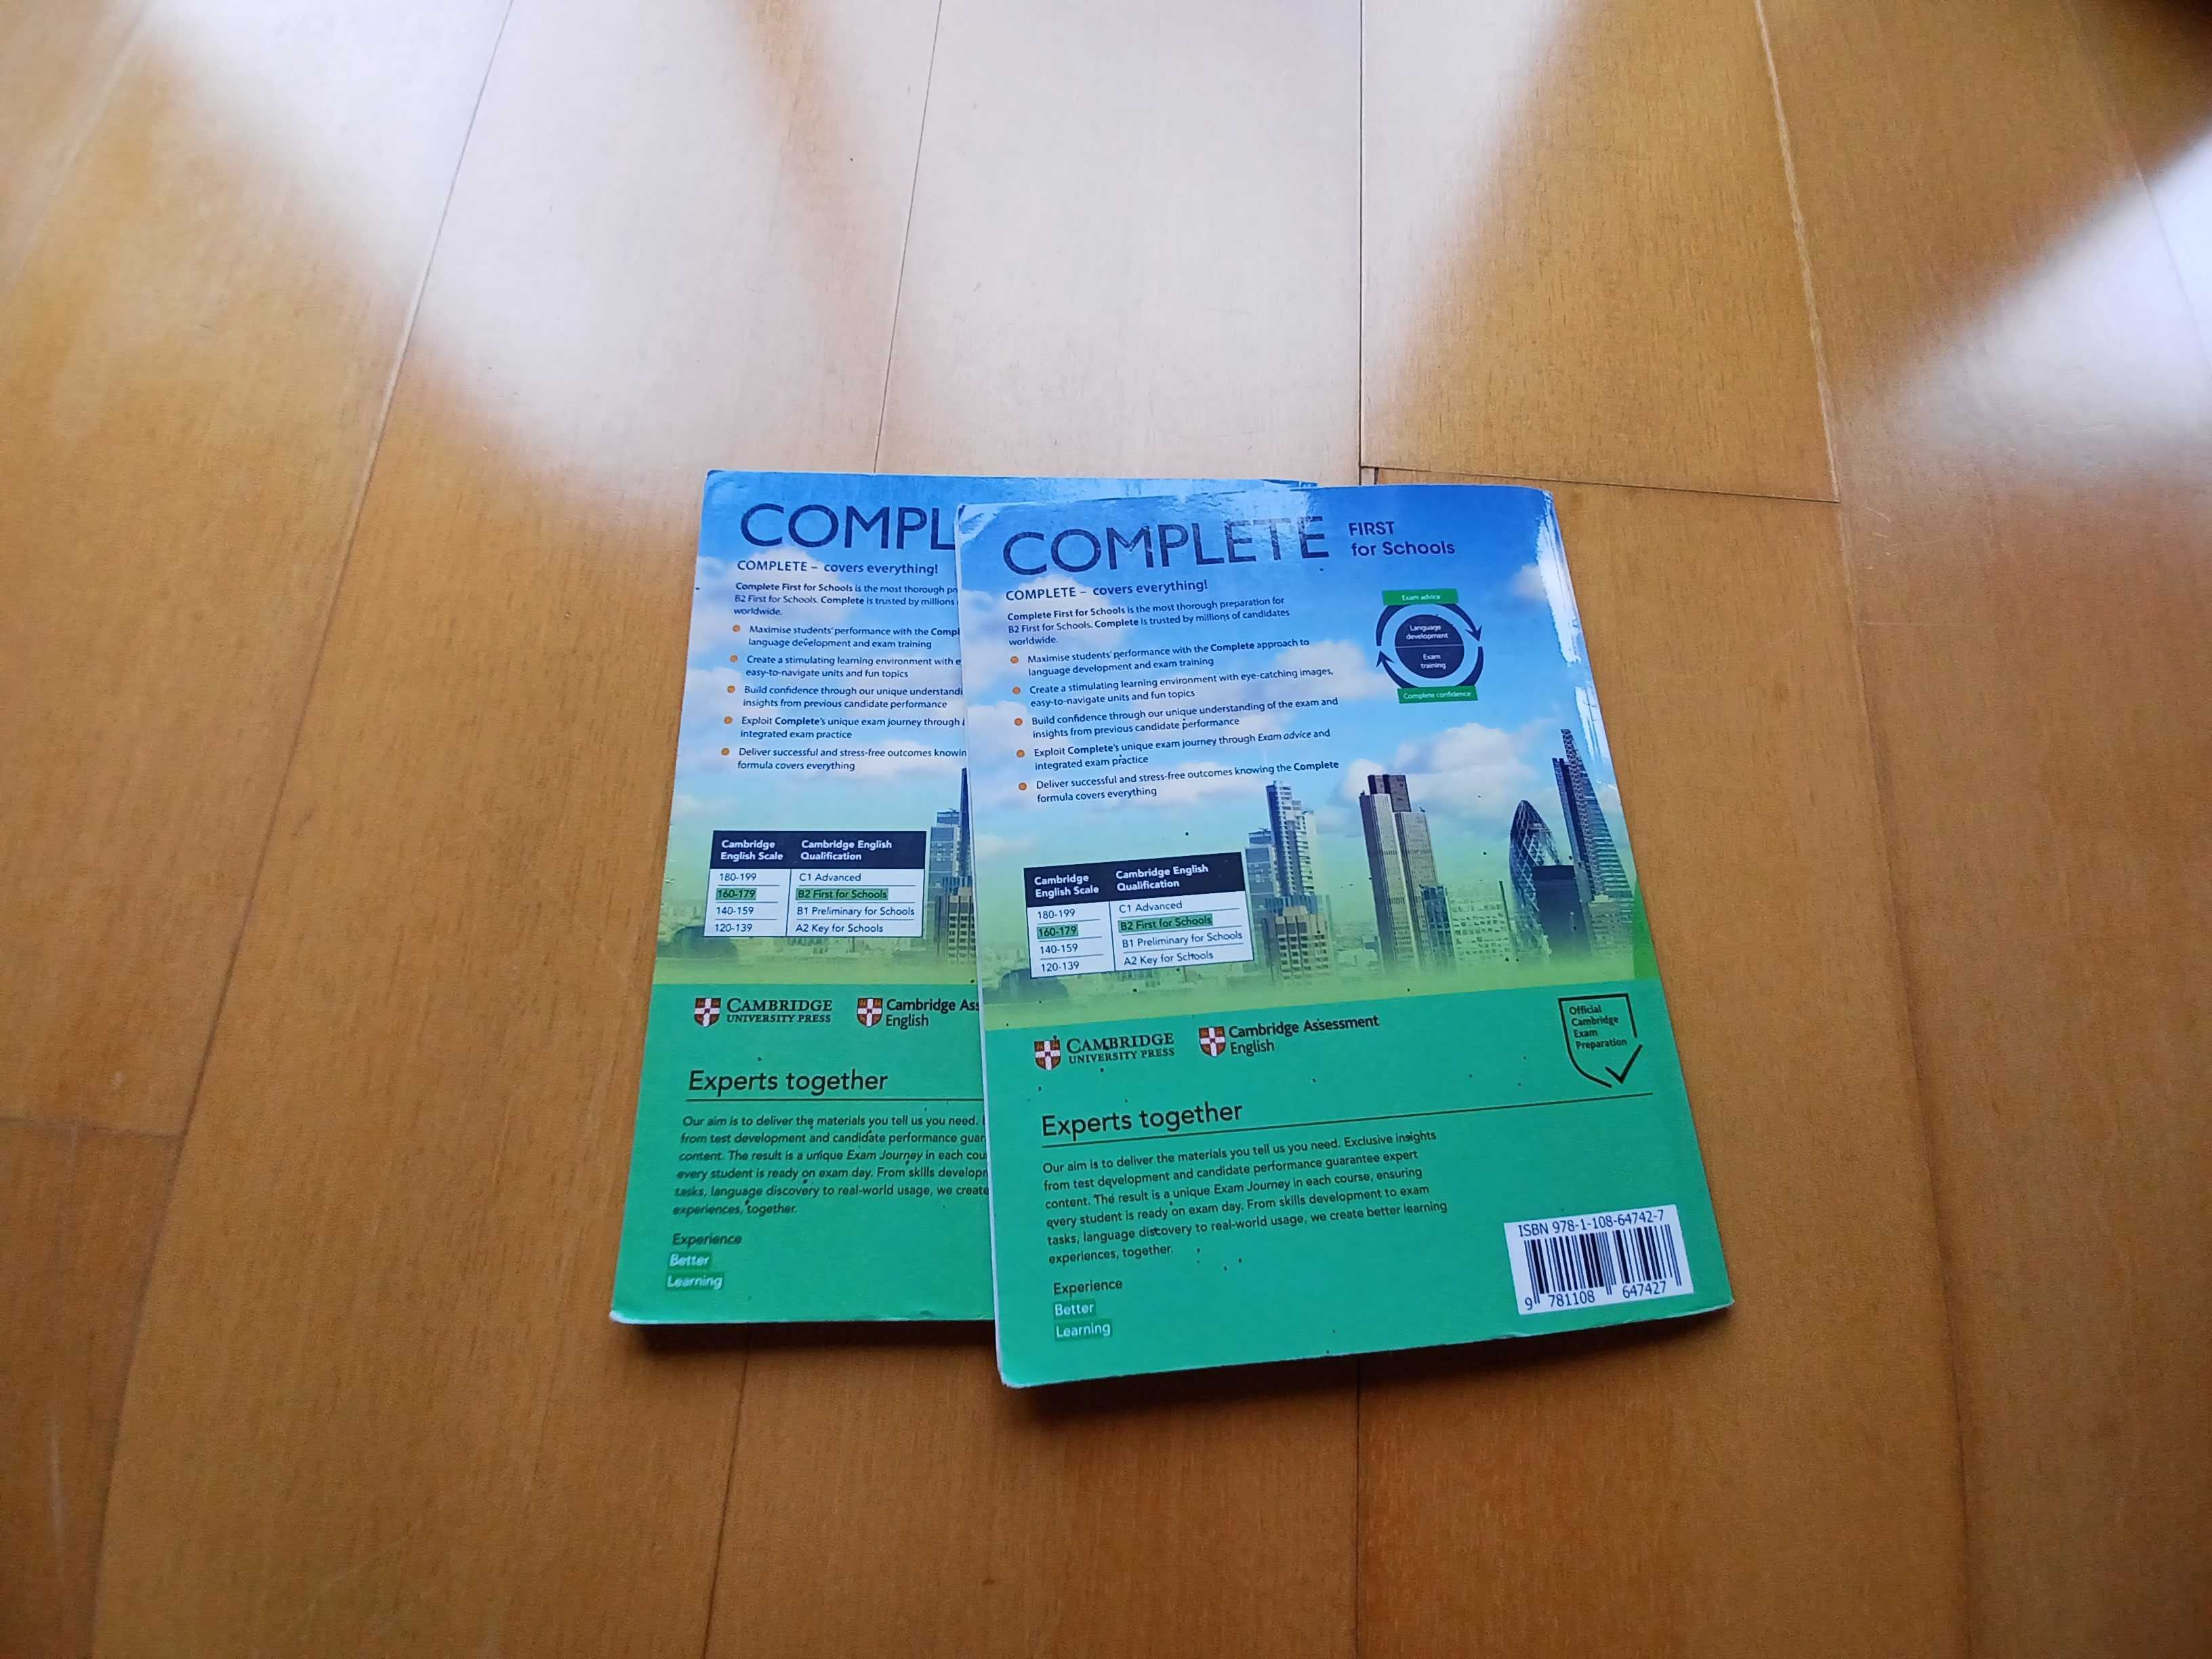 COMPL
COMPLETE – covers everything!
Complete First for Schools is the most thorough
B2 First for Schools. Complete is trusted by millions
worldwide.
Maximise students' performance with the
language development and exam training
Create a stimulating learning environment with
easy-to-navigate units and fun topics
Build confidence through our unique
insights from previous candidate performance
Exploit Complete's unique exam journey through
integrated exam practice
Deliver successful and stress-free outcomes
formula covers everything
Cambridge English Scale
Cambridge English Qualification
180-199 C1 Advanced
160-179 B2 First for Schools
140-159 B1 Preliminary for Schools
120-139 A2 Key for Schools
CAMBRIDGE
UNIVERSITY PRESS
Cambridge Ass
English
Experts together
Our aim is to deliver the materials you tell us you need.
from test development and candidate performance
content. The result is a unique Exam Journey in each
every student is ready on exam day. From skills
tasks, language discovery to real-world usage, we create
experiences, together.
Experience
Better
Learning
COMPLETE
FIRST
for Schools
COMPLETE – covers everything!
Complete First for Schools is the most thorough preparation for
B2 First for Schools. Complete is trusted by millions of candidates
worldwide.
Maximise students' performance with the Complete approach to
language development and exam training
Create a stimulating learning environment with eye-catching images,
easy-to-navigate units and fun topics
Build confidence through our unique understanding of the exam and
insights from previous candidate performance
Exploit Complete's unique exam journey through Exam advice and
integrated exam practice
Deliver successful and stress-free outcomes knowing the Complete
formula covers everything
Exam advice
Language
development
Exam
training
Complete confidence
Cambridge English Scale
Cambridge English Qualification
180-199 C1 Advanced
160-179 B2 First for Schools
140-159 B1 Preliminary for Schools
120-139 A2 Key for Schools
CAMBRIDGE
UNIVERSITY PRESS
Cambridge Assessment
English
Official
Cambridge
Exam
Preparation
Experts together
Our aim is to deliver the materials you tell us you need. Exclusive insights
from test development and candidate performance guarantee expert
content. The result is a unique Exam Journey in each course, ensuring
every student is ready on exam day. From skills development to exam
tasks, language discovery to real-world usage, we create better learning
experiences, together.
Experience
Better
Learning
ISBN 978-1-108-64742-7
9 781108 647427